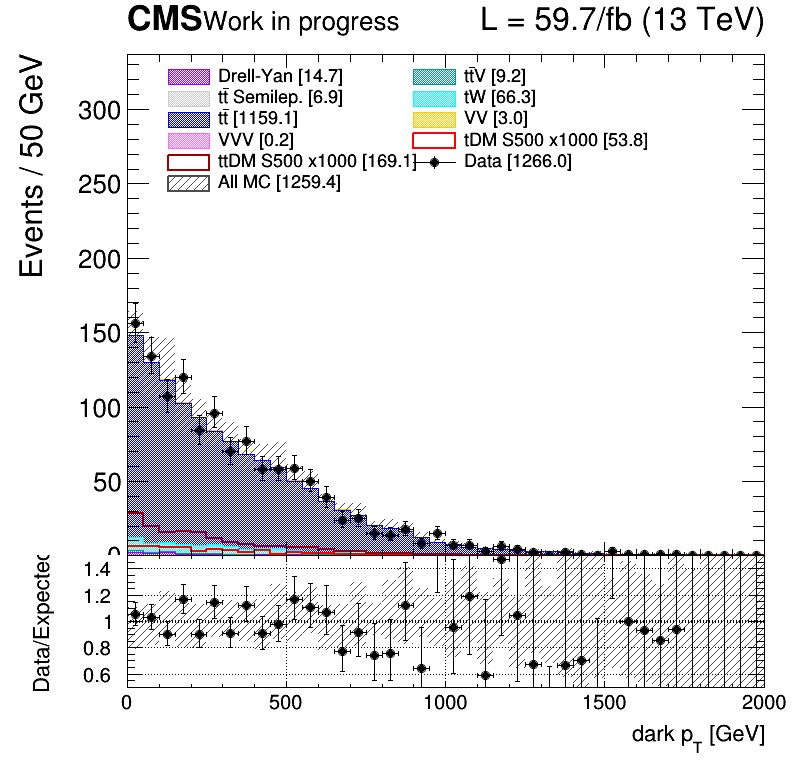 CMS Work in progress L = 59.7/fb (13 TeV)
Events / 50 GeV
Drell-Yan [14.7] tt̄V [9.2]
tt̄ Semilep. [6.9] tW [66.3]
tt̄ [1159.1] VV [3.0]
VVV [0.2] tDM S500 x1000 [53.8]
ttDM S500 x1000 [169.1] Data [1266.0]
All MC [1259.4]
300
250
200
150
100
50
0
Data/Expected
1.4
1.2
1
0.8
0.6
0 500 1000 1500 2000
dark p_T [GeV]